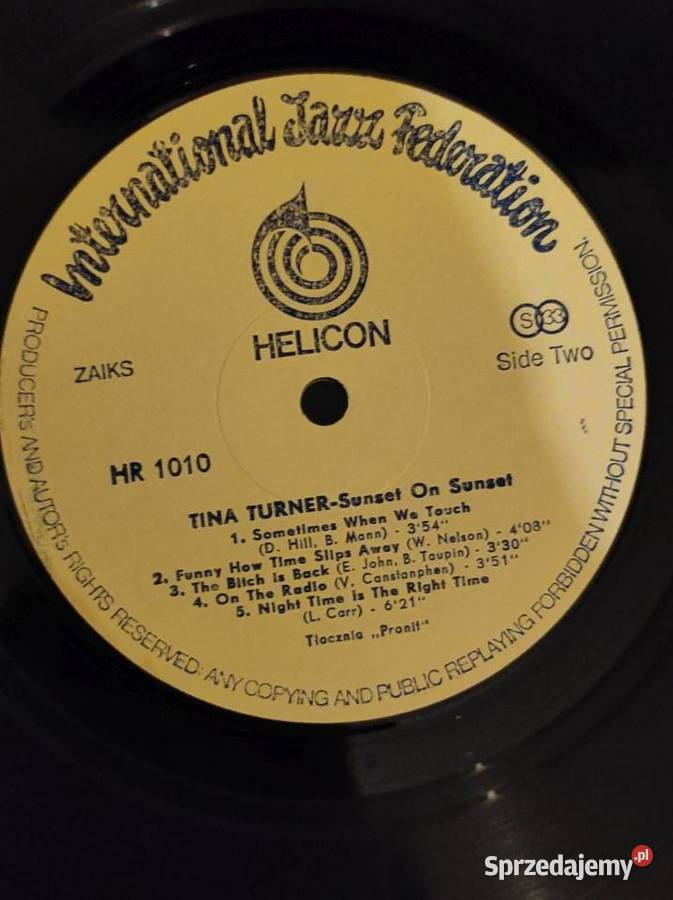 International Jazz Federation
HELICON
S 33
ZAIKS
Side Two
HR 1010
TINA TURNER-Sunset On Sunset
1. Sometimes When We Touch
(D. Hill, B. Mann) - 3'54"
2. Funny How Time Slips Away (W. Nelson) - 4'08"
3. The Bitch is Back (E. John, B. Taupin) - 3'30"
4. On The Radio (V. Canstanphen) - 3'51"
5. Night Time is The Right Time
(L. Carr) - 6'21"
Tłocznia „Pronit"
PRODUCERS AND AUTOR'S RIGHTS RESERVED: ANY COPYING AND PUBLIC REPLAYING FORBIDDEN WITHOUT SPECIAL PERMISSION.
Sprzedajemy.pl